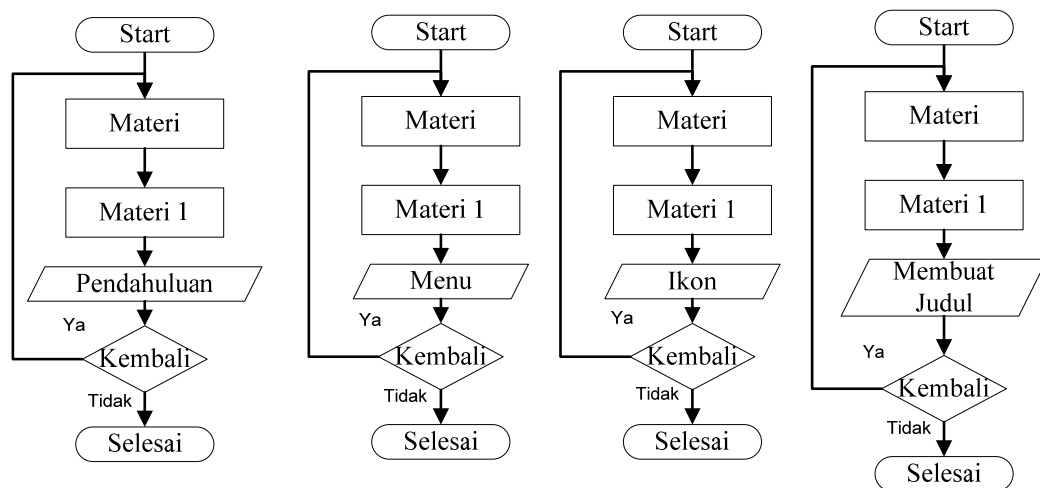 Start
Materi
Materi 1
Pendahuluan
Ya
Kembali
Tidak
Selesai
Start
Materi
Materi 1
Menu
Ya
Kembali
Tidak
Selesai
Start
Materi
Materi 1
Ikon
Ya
Kembali
Tidak
Selesai
Start
Materi
Materi 1
Membuat
Judul
Ya
Kembali
Tidak
Selesai